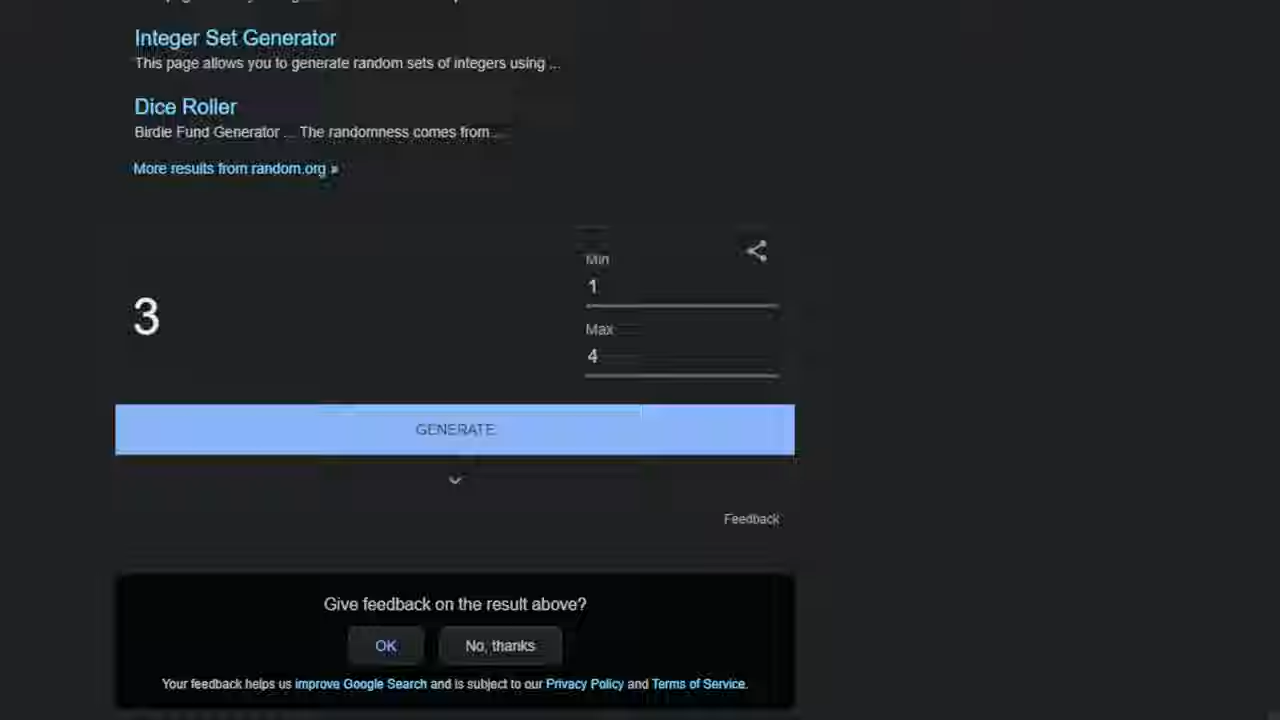 Integer Set Generator
This page allows you to generate random sets of integers using ...
Dice Roller
Birdie Fund Generator ... The randomness comes from ...
More results from random.org »
Min
1
3
Max
4
GENERATE
Feedback
Give feedback on the result above?
OK No, thanks
Your feedback helps us improve Google Search and is subject to our Privacy Policy and Terms of Service.